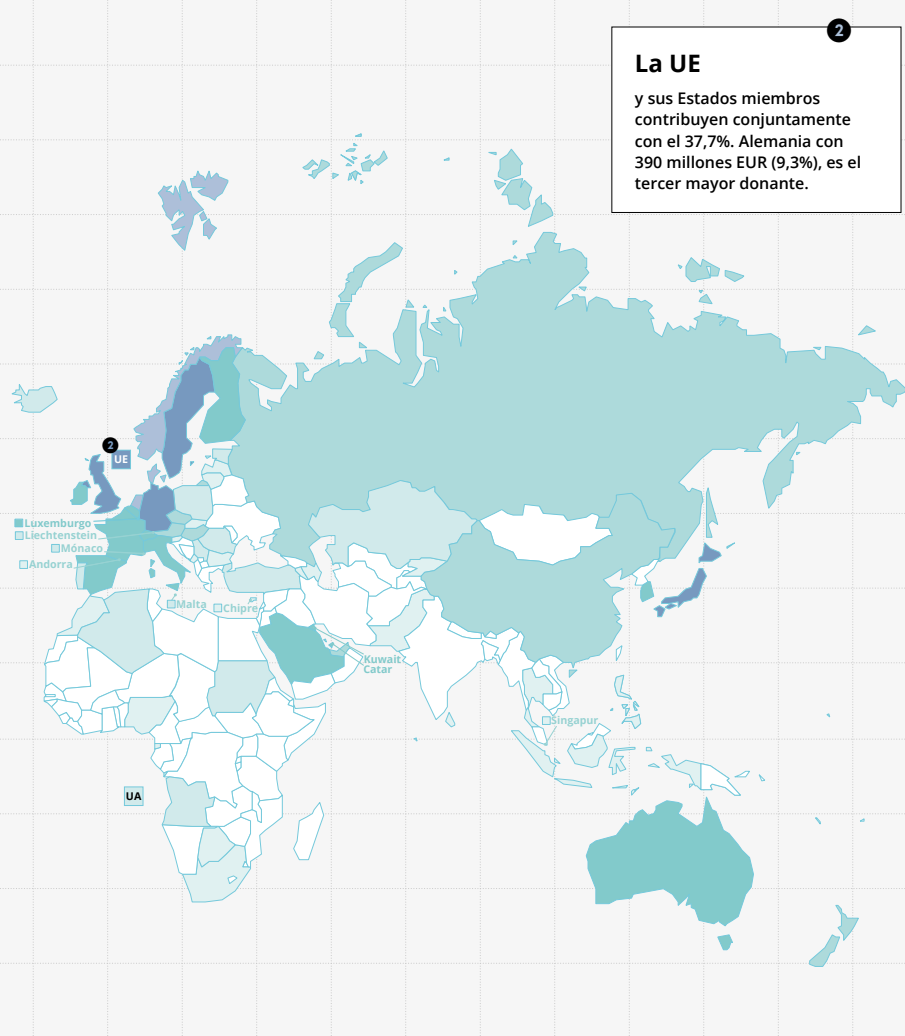 2
La UE
y sus Estados miembros
contribuyen conjuntamente
con el 37,7%. Alemania con
390 millones EUR (9,3%), es el
tercer mayor donante.
2
UE
Luxemburgo
Liechtenstein
Mónaco
Andorra
Malta
Chipre
Kuwait
Catar
Singapur
UA